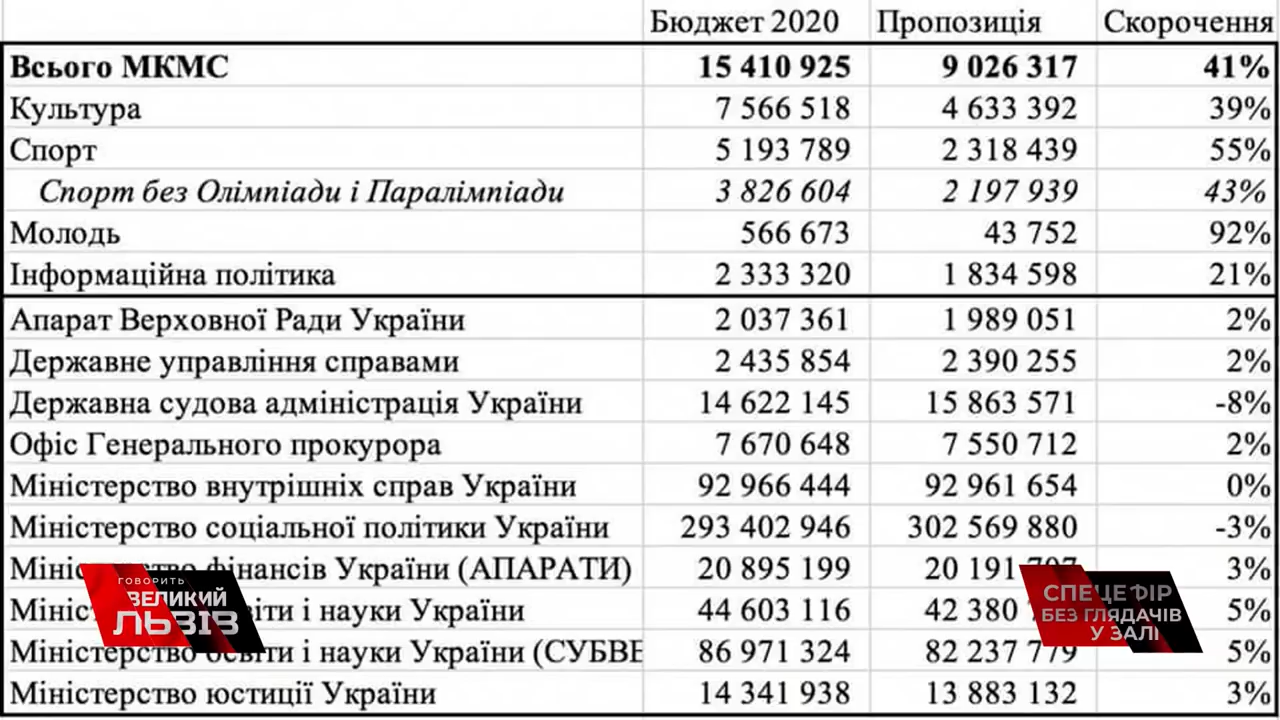 Бюджет 2020 Пропозиція Скорочення
Всього МКМС 15 410 925 9 026 317 41%
Культура 7 566 518 4 633 392 39%
Спорт 5 193 789 2 318 439 55%
Спорт без Олімпіади і Паралімпіади 3 826 604 2 197 939 43%
Молодь 566 673 43 752 92%
Інформаційна політика 2 333 320 1 834 598 21%
Апарат Верховної Ради України 2 037 361 1 989 051 2%
Державне управління справами 2 435 854 2 390 255 2%
Державна судова адміністрація України 14 622 145 15 863 571 -8%
Офіс Генерального прокурора 7 670 648 7 550 712 2%
Міністерство внутрішніх справ України 92 966 444 92 961 654 0%
Міністерство соціальної політики України 293 402 946 302 569 880 -3%
фінансів України (АПАРАТИ) 20 895 199 20 191 3%
і науки України 44 603 116 42 380 5%
Міністерство освіти і науки України (СУБВЕ 86 971 324 82 237 779 5%
Міністерство юстиції України 14 341 938 13 883 132 3%
ГОВОРИТЬ
ВЕЛИКИЙ
ЛЬВІВ
СПЕЦЕФІР
БЕЗ ГЛЯДАЧІВ
У ЗАЛІ